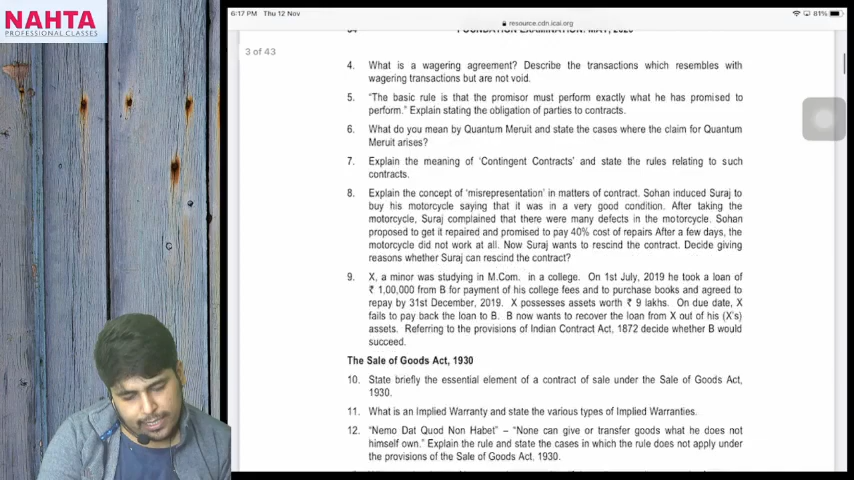 NAHTA
PROFESSIONAL CLASSES
6:17 PM Thu 12 Nov
81%
resource.cdn.icai.org
FOUNDATION EXAMINATION: MAY, 2020
3 of 43
4. What is a wagering agreement? Describe the transactions which resembles with
wagering transactions but are not void.
5. “The basic rule is that the promisor must perform exactly what he has promised to
perform.” Explain stating the obligation of parties to contracts.
6. What do you mean by Quantum Meruit and state the cases where the claim for Quantum
Meruit arises?
7. Explain the meaning of ‘Contingent Contracts’ and state the rules relating to such
contracts.
8. Explain the concept of ‘misrepresentation’ in matters of contract. Sohan induced Suraj to
buy his motorcycle saying that it was in a very good condition. After taking the
motorcycle, Suraj complained that there were many defects in the motorcycle. Sohan
proposed to get it repaired and promised to pay 40% cost of repairs After a few days, the
motorcycle did not work at all. Now Suraj wants to rescind the contract. Decide giving
reasons whether Suraj can rescind the contract?
9. X, a minor was studying in M.Com. in a college. On 1st July, 2019 he took a loan of
₹ 1,00,000 from B for payment of his college fees and to purchase books and agreed to
repay by 31st December, 2019. X possesses assets worth ₹ 9 lakhs. On due date, X
fails to pay back the loan to B. B now wants to recover the loan from X out of his (X’s)
assets. Referring to the provisions of Indian Contract Act, 1872 decide whether B would
succeed.
The Sale of Goods Act, 1930
10. State briefly the essential element of a contract of sale under the Sale of Goods Act,
1930.
11. What is an Implied Warranty and state the various types of Implied Warranties.
12. “Nemo Dat Quod Non Habet” – “None can give or transfer goods what he does not
himself own.” Explain the rule and state the cases in which the rule does not apply under
the provisions of the Sale of Goods Act, 1930.